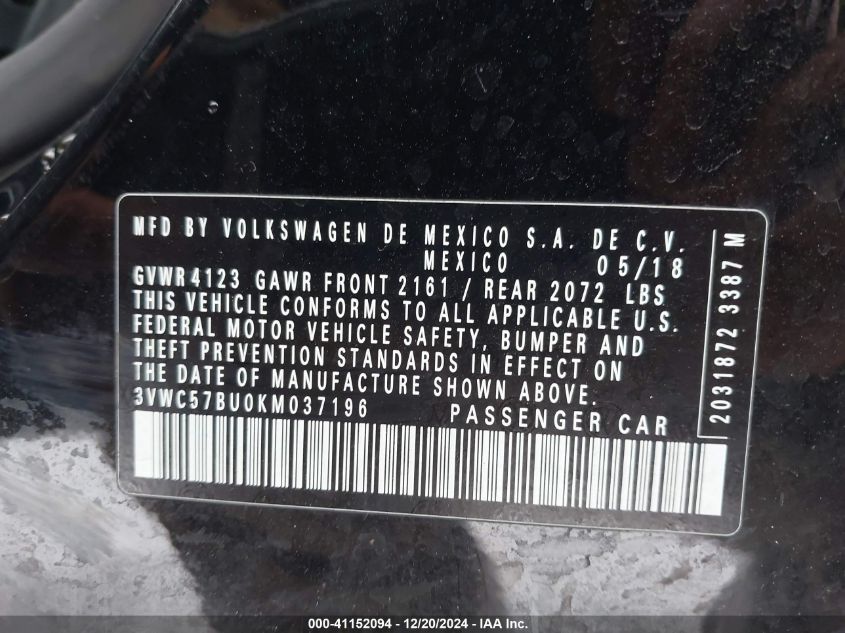 MFD BY VOLKSWAGEN DE MEXICO S.A. DE C.V.
MEXICO 05/18
GVWR 4123 GAWR FRONT 2161 / REAR 2072 LBS
THIS VEHICLE CONFORMS TO ALL APPLICABLE U.S.
FEDERAL MOTOR VEHICLE SAFETY, BUMPER AND
THEFT PREVENTION STANDARDS IN EFFECT ON
THE DATE OF MANUFACTURE SHOWN ABOVE.
3VWC57BU0KM037196 PASSENGER CAR
2031872 3387 M
000-41152094 - 12/20/2024 - IAA Inc.